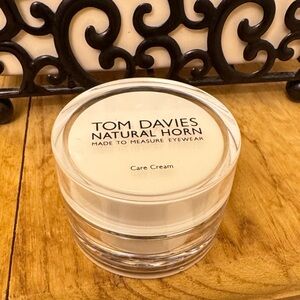 TOM DAVIES
NATURAL HORN
MADE TO MEASURE EYEWEAR
Care Cream